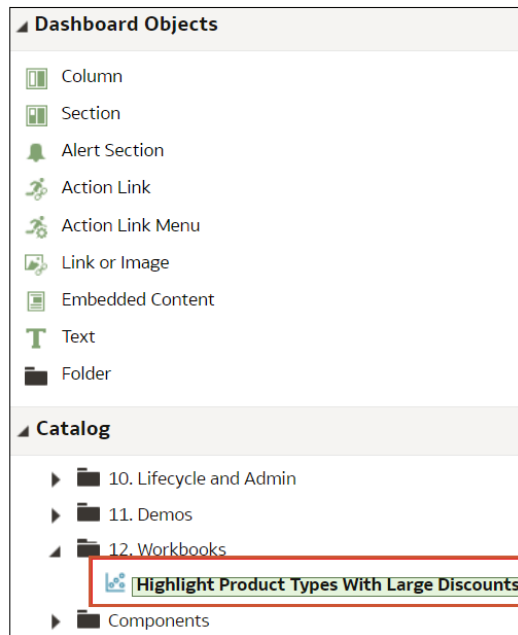 Dashboard Objects
Column
Section
Alert Section
Action Link
Action Link Menu
Link or Image
Embedded Content
Text
Folder
Catalog
10. Lifecycle and Admin
11. Demos
12. Workbooks
Highlight Product Types With Large Discounts
Components